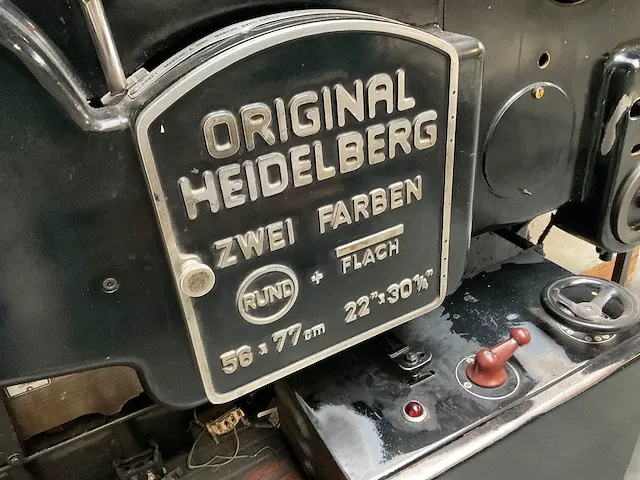 ORIGINAL
HEIDELBERG
ZWEI FARBEN
RUND + FLACH
56 x 77 cm 22" x 30¼"